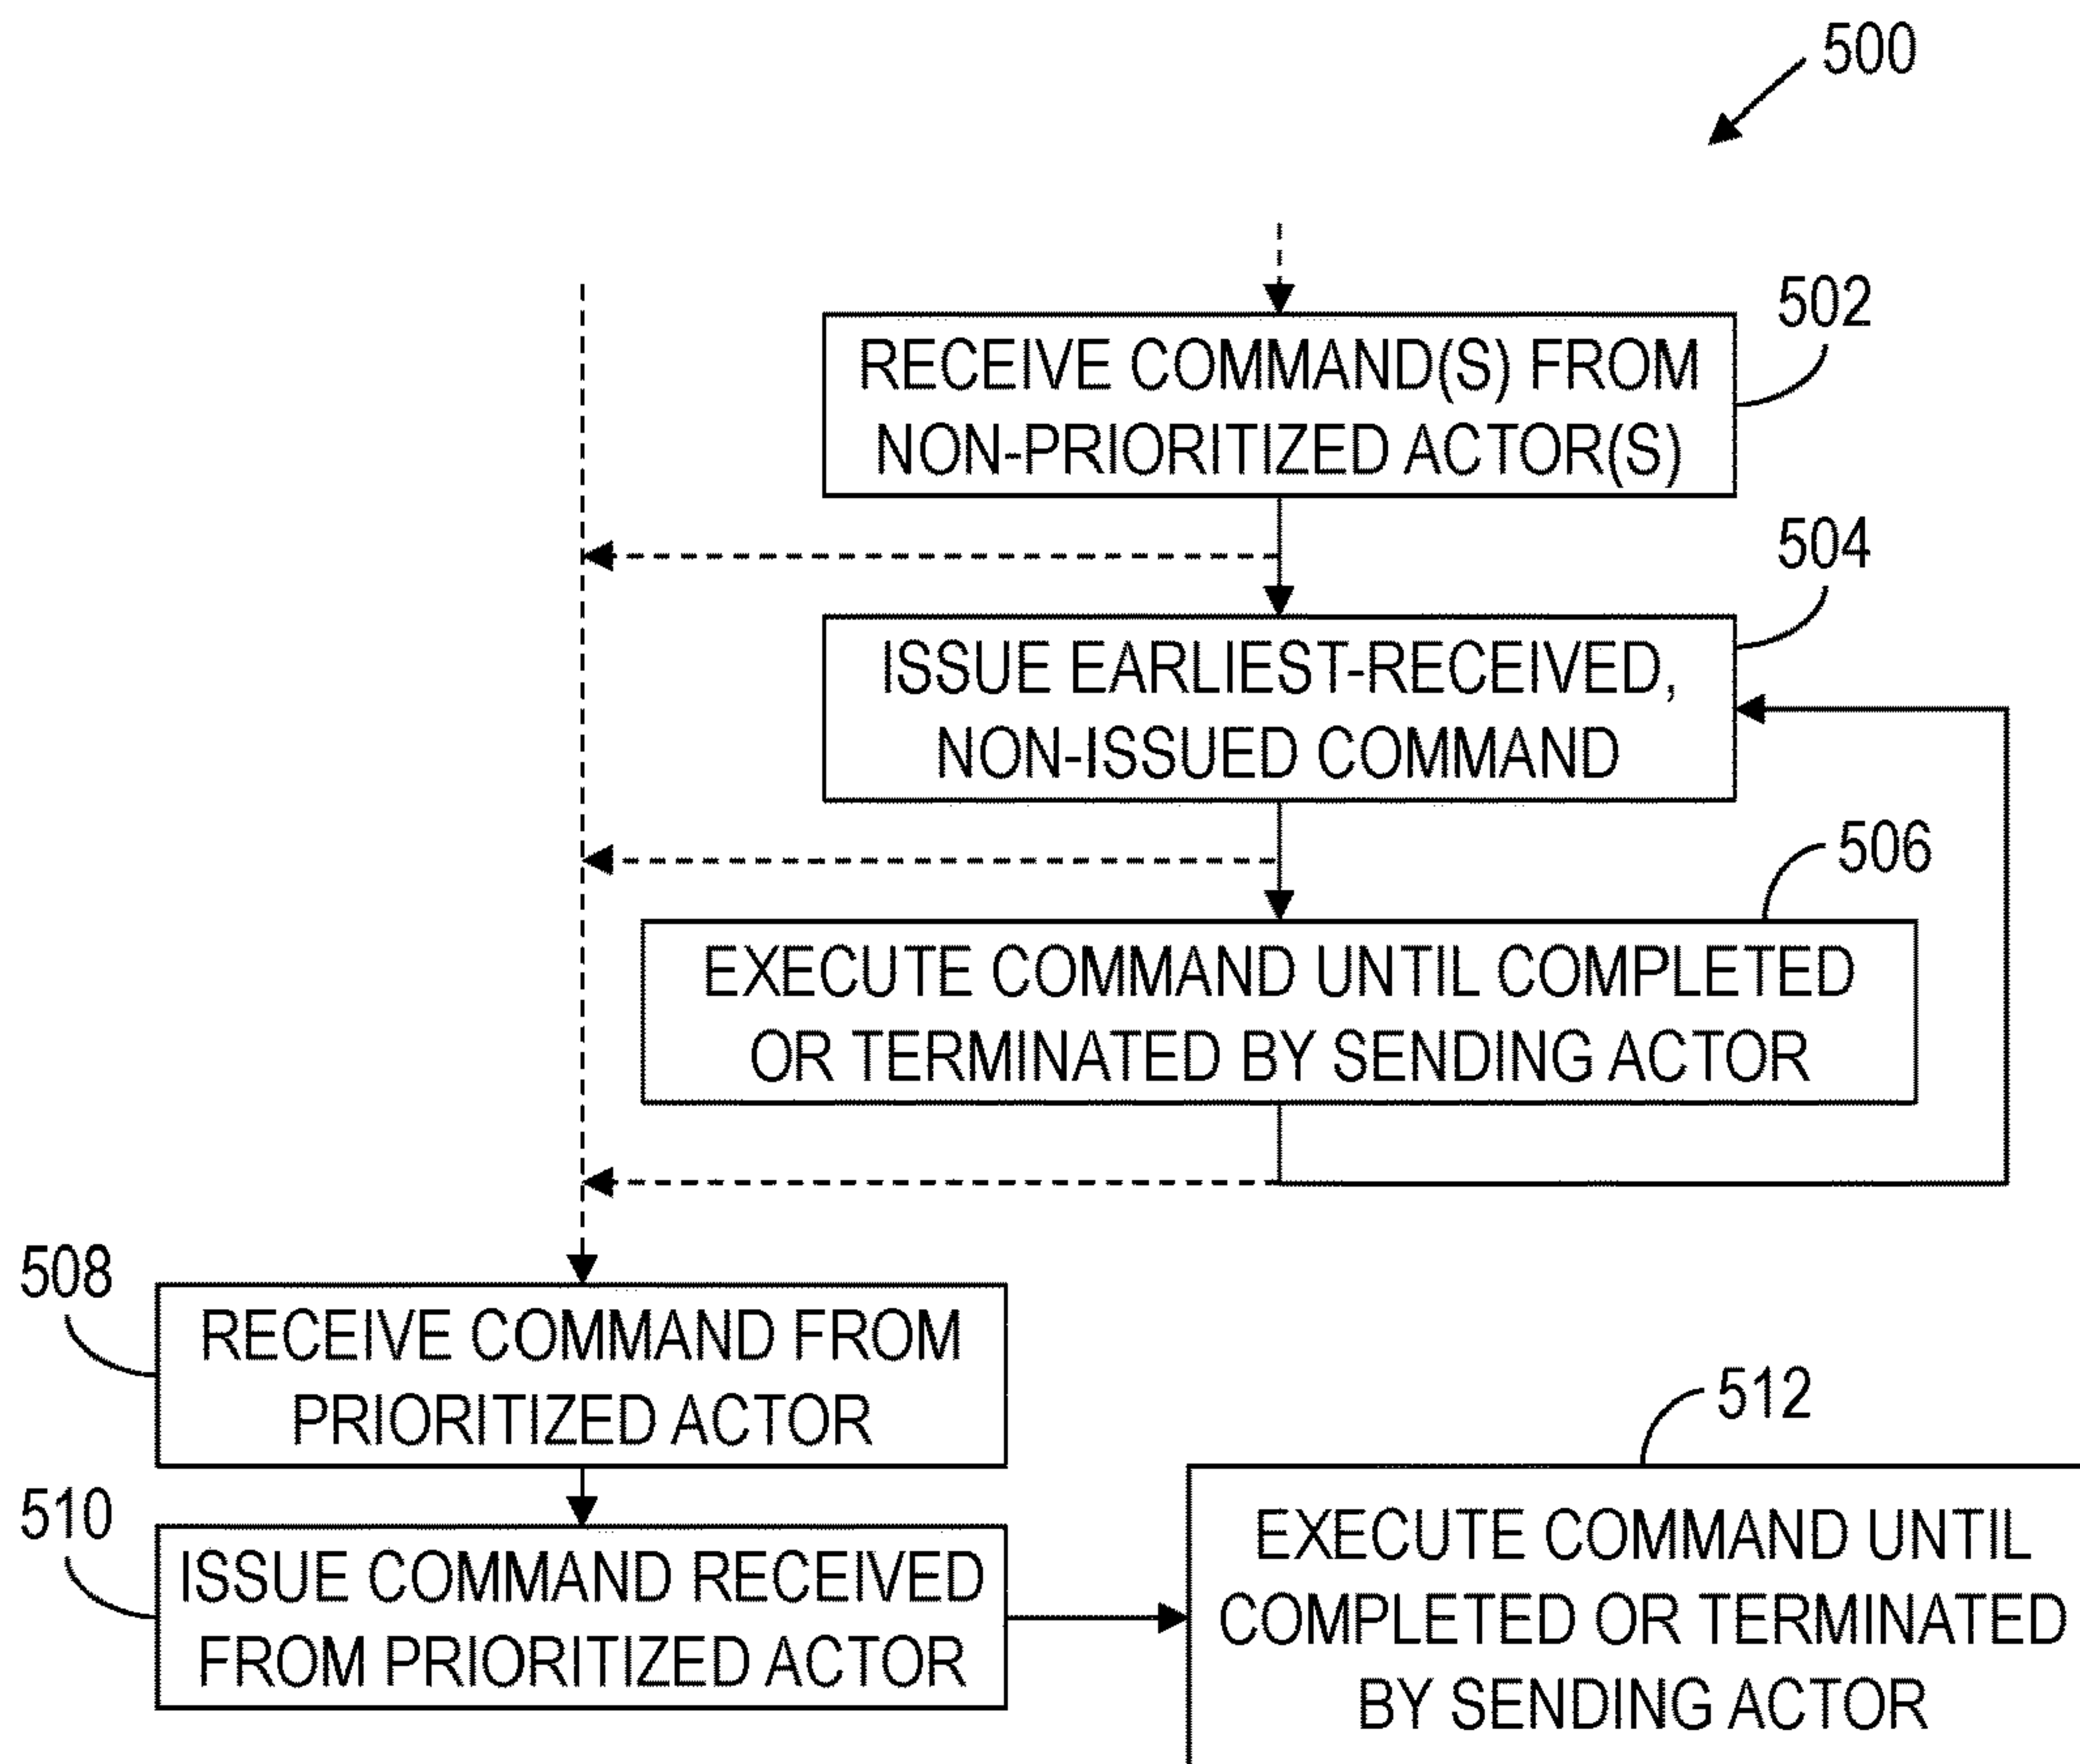 500
502
RECEIVE COMMAND(S) FROM
NON-PRIORITIZED ACTOR(S)
504
ISSUE EARLIEST-RECEIVED,
NON-ISSUED COMMAND
506
EXECUTE COMMAND UNTIL COMPLETED
OR TERMINATED BY SENDING ACTOR
508
RECEIVE COMMAND FROM
PRIORITIZED ACTOR
510
ISSUE COMMAND RECEIVED
FROM PRIORITIZED ACTOR
512
EXECUTE COMMAND UNTIL
COMPLETED OR TERMINATED
BY SENDING ACTOR